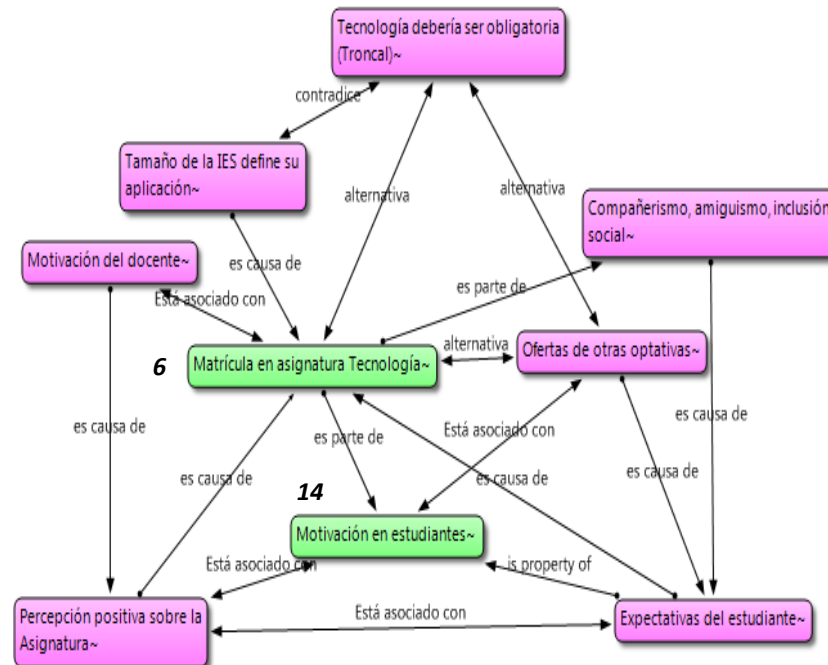 Tecnología debería ser obligatoria
(Troncal)~
contradice
Tamaño de la IES define su
aplicación~
alternativa
alternativa
Compañerismo, amiguismo, inclusión
social~
Motivación del docente~
es causa de
Está asociado con
es parte de
6
Matrícula en asignatura Tecnología~
alternativa
Ofertas de otras optativas~
es causa de
es parte de
Está asociado con
es causa de
es causa de
es causa de
es causa de
14
Motivación en estudiantes~
Está asociado con
is property of
Percepción positiva sobre la
Asignatura~
Está asociado con
Expectativas del estudiante~